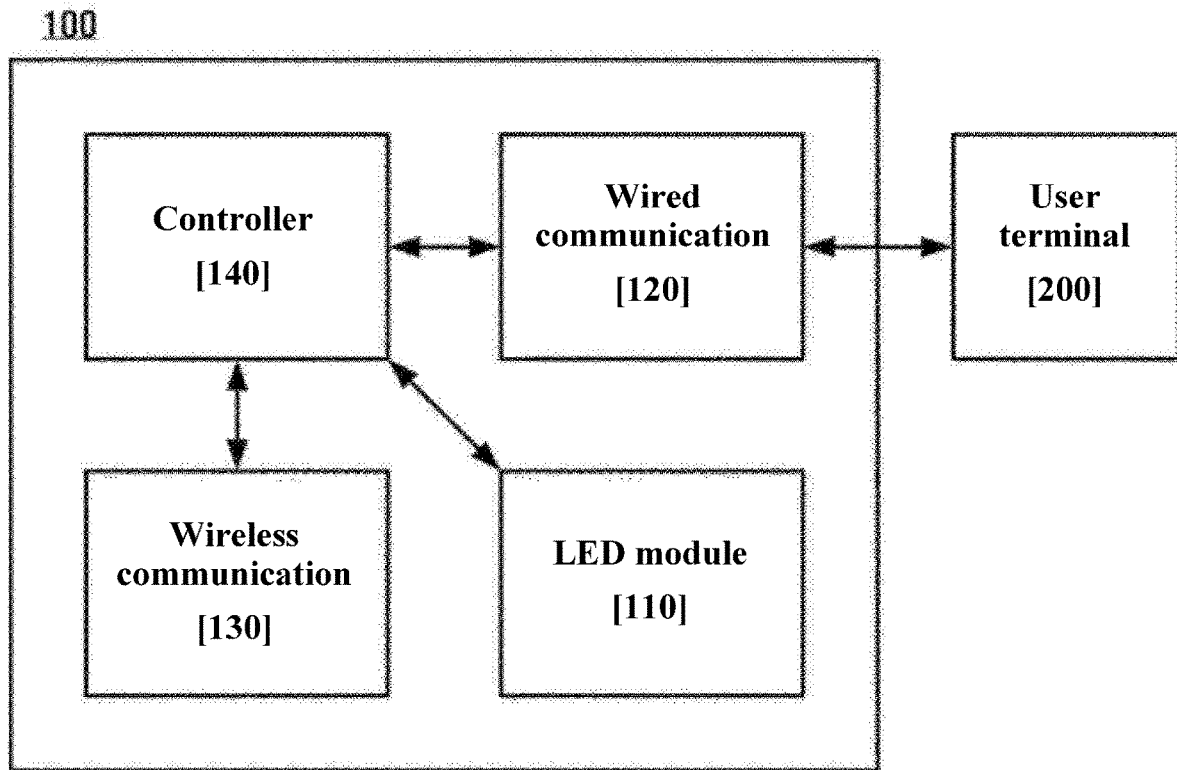 100
Controller
[140]
Wired
communication
[120]
User
terminal
[200]
Wireless
communication
[130]
LED module
[110]